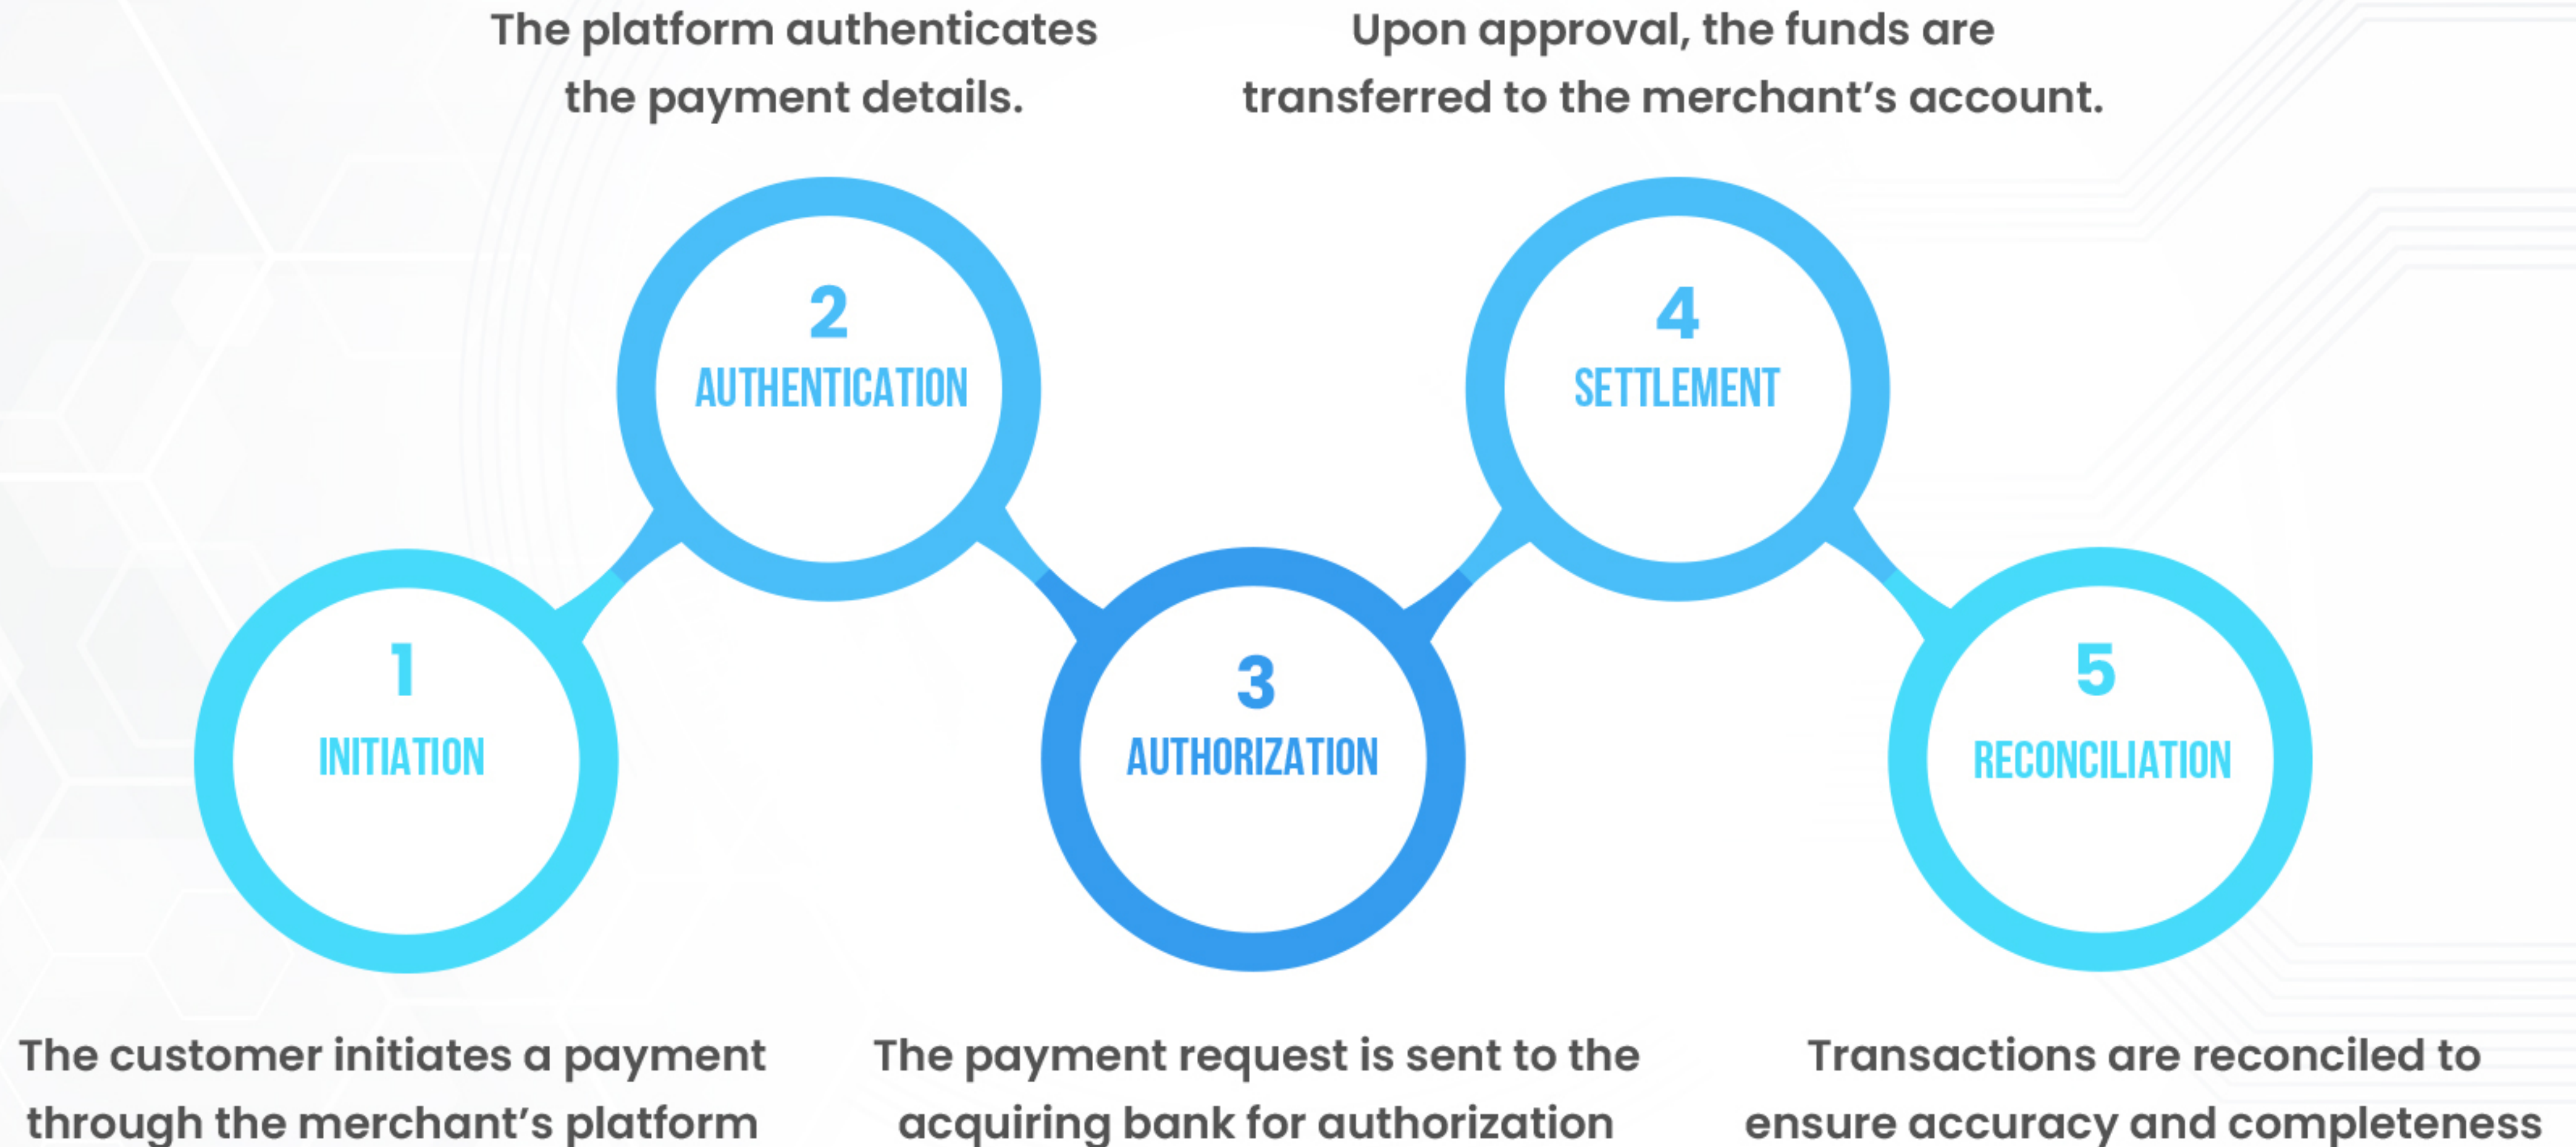 The platform authenticates
the payment details.
Upon approval, the funds are
transferred to the merchant’s account.
2
AUTHENTICATION
4
SETTLEMENT
1
INITIATION
3
AUTHORIZATION
5
RECONCILIATION
The customer initiates a payment
through the merchant’s platform
The payment request is sent to the
acquiring bank for authorization
Transactions are reconciled to
ensure accuracy and completeness